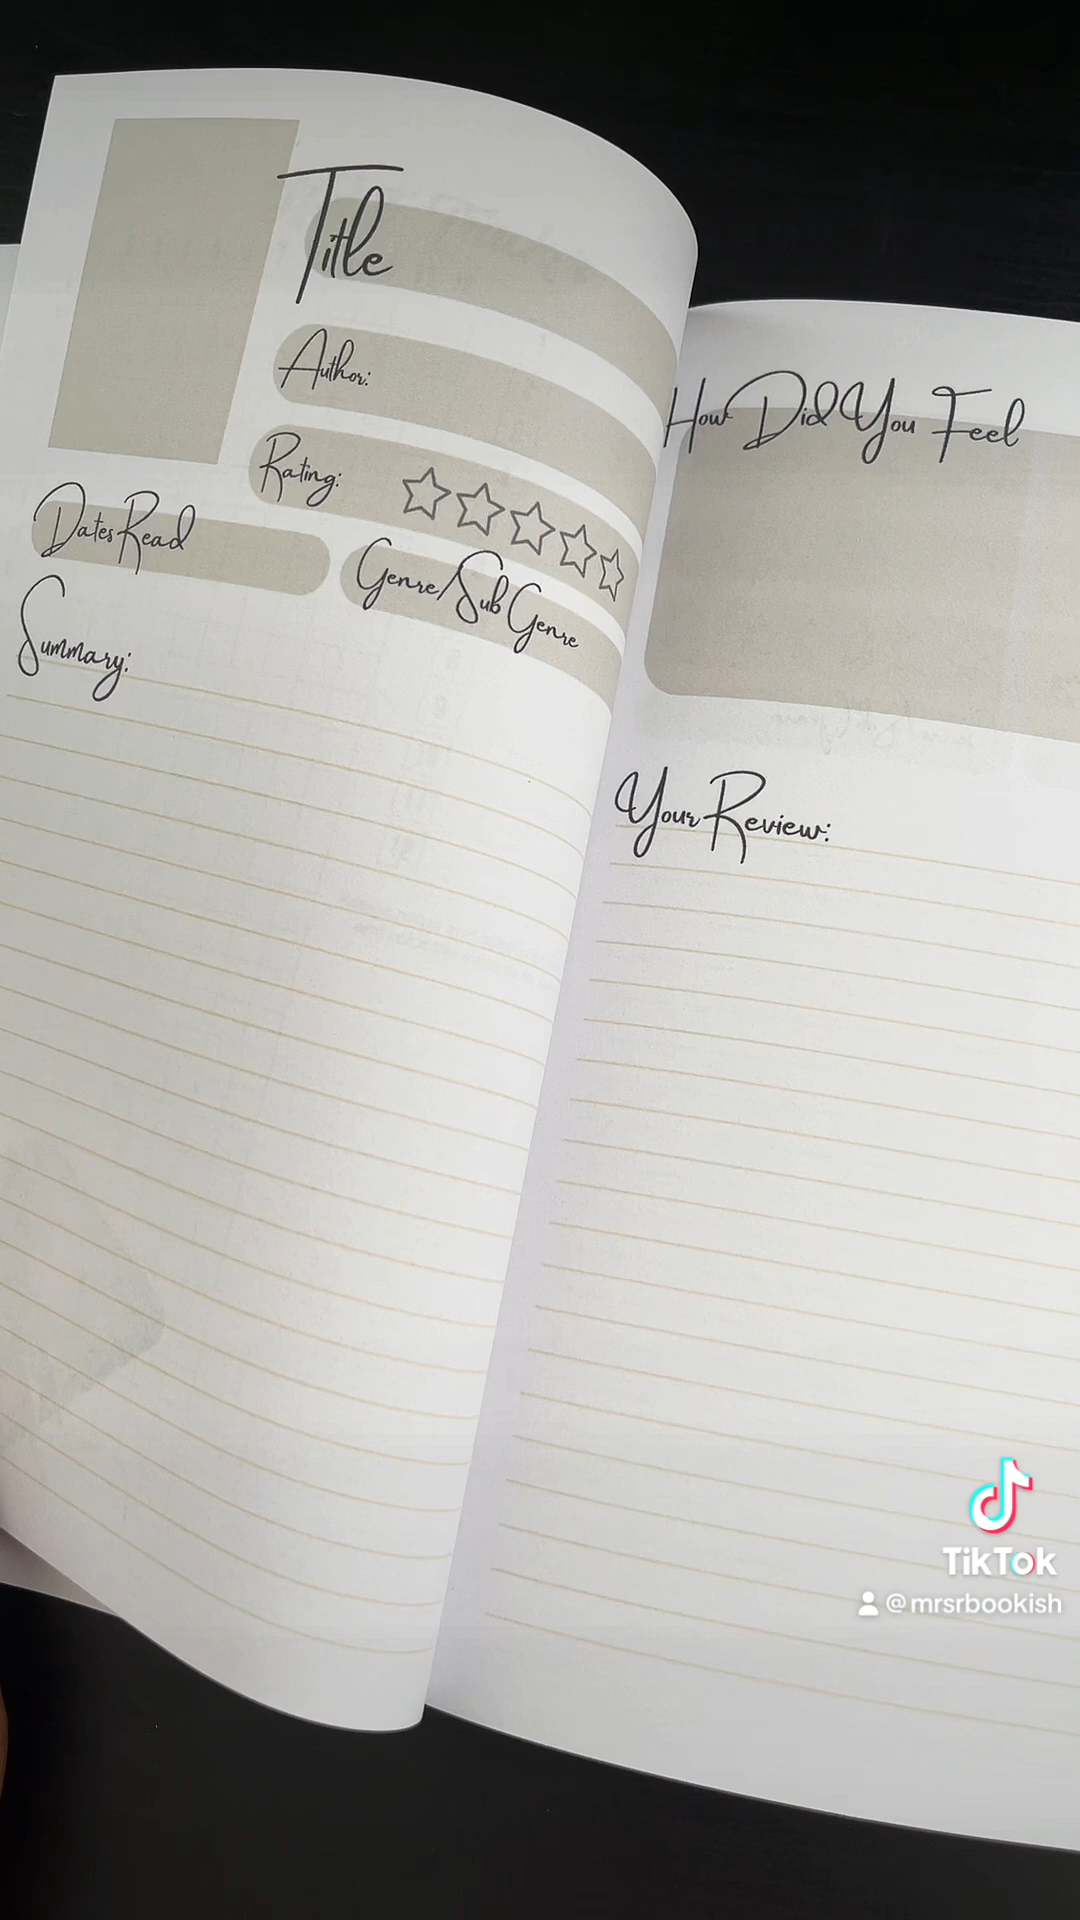 Title
Author:
Rating:
Dates Read
Genre/Sub Genre
Summary:
How Did You Feel
Your Review:
TikTok
@mrsrbookish